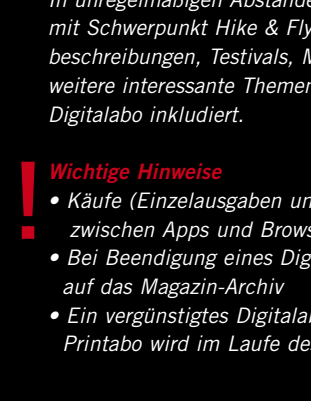 In unregelmäßigen Abstände
mit Schwerpunkt Hike & Fly
beschreibungen, Testivals, M
weitere interessante Themen
Digitalabo inkludiert.
! Wichtige Hinweise
• Käufe (Einzelausgaben un
zwischen Apps und Brows
• Bei Beendigung eines Dig
auf das Magazin-Archiv
• Ein vergünstigtes Digitalab
Printabo wird im Laufe des